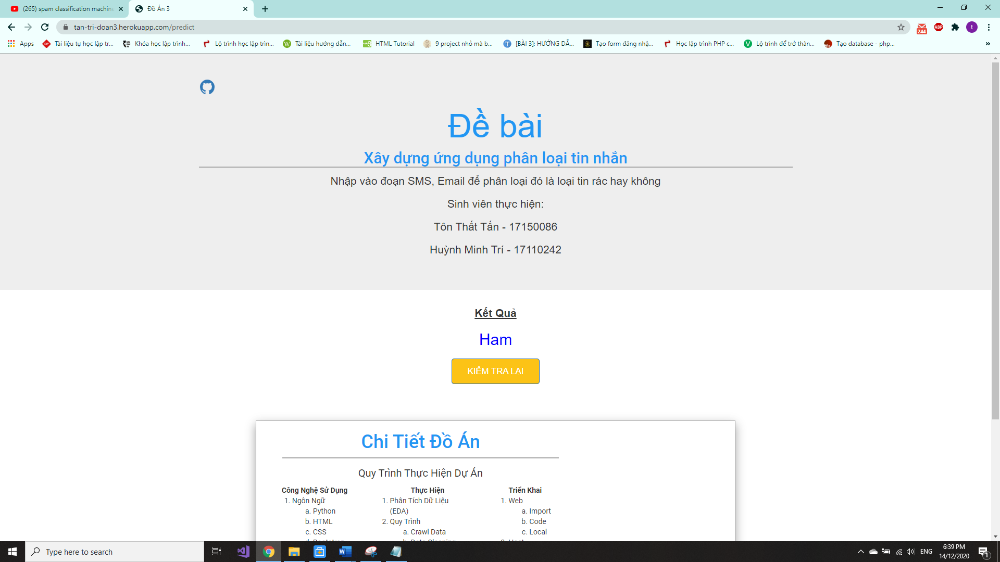 (265) spam classification machine
Đồ Án 3
tan-tri-doan3.herokuapp.com/predict
244
ABP
t
Apps
Tài liệu tự học lập tr...
Khóa học lập trình...
Lộ trình học lập trìn...
Tài liệu hướng dẫn...
HTML Tutorial
9 project nhỏ mà b...
[BÀI 3]: HƯỚNG DẪ...
Tạo form đăng nhậ...
Học lập trình PHP c...
Lộ trình để trở thàn...
Tạo database - php...
»
Đề bài
Xây dựng ứng dụng phân loại tin nhắn
Nhập vào đoạn SMS, Email để phân loại đó là loại tin rác hay không
Sinh viên thực hiện:
Tôn Thất Tấn - 17150086
Huỳnh Minh Trí - 17110242
Kết Quả
Ham
KIỂM TRA LẠI
Chi Tiết Đồ Án
Quy Trình Thực Hiện Dự Án
Công Nghệ Sử Dụng
1. Ngôn Ngữ
a. Python
b. HTML
c. CSS
Thực Hiện
1. Phân Tích Dữ Liệu
(EDA)
2. Quy Trình
a. Crawl Data
Triển Khai
1. Web
a. Import
b. Code
c. Local
Type here to search
ENG
6:39 PM
14/12/2020
1